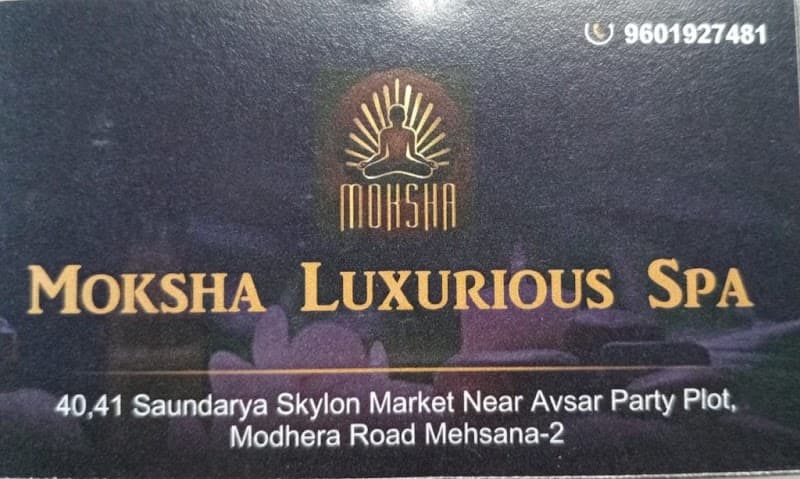 9601927481
MOKSHA
MOKSHA LUXURIOUS SPA
40,41 Saundarya Skylon Market Near Avsar Party Plot,
Modhera Road Mehsana-2